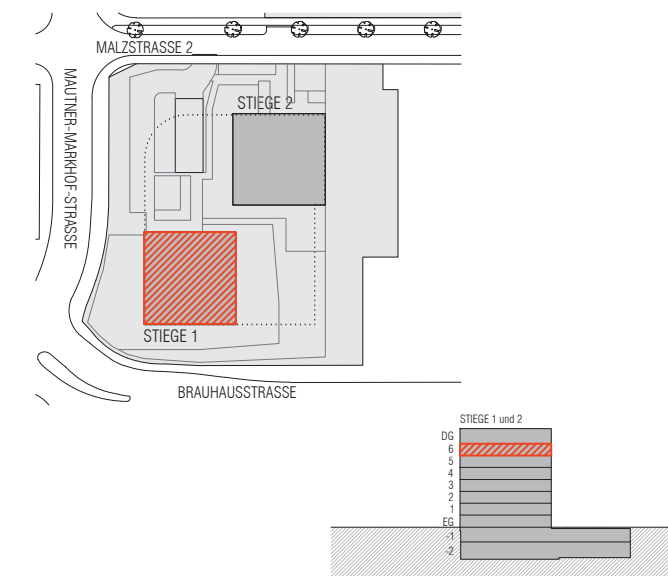 MALZSTRASSE 2
MAUTNER-MARKHOF-STRASSE
STIEGE 2
STIEGE 1
BRAUHAUSSTRASSE
STIEGE 1 und 2
DG
6
5
4
3
2
1
EG
-1
-2